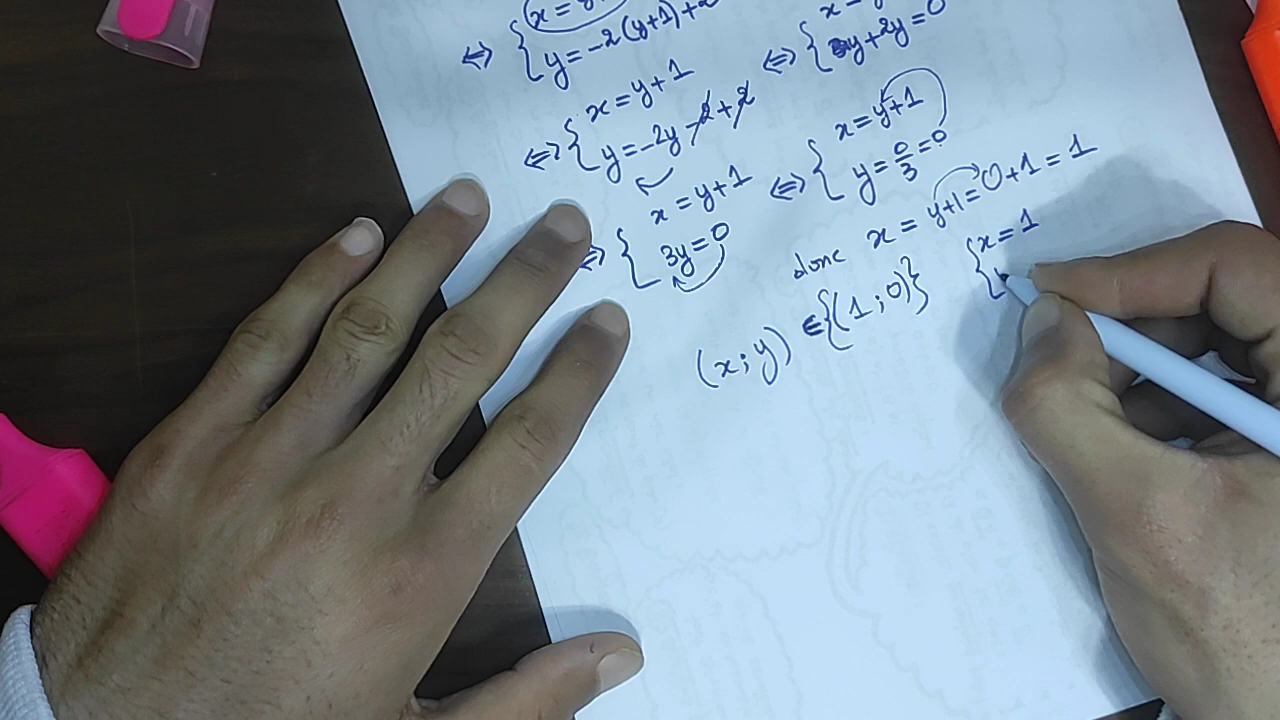 ⇔ { x =
y = -2(y+1)+2
⇔ { x = y+1
y = -2y - 2 + 2
⇔ { x = y+1
3y = 0
⇔ { x =
y+2y = 0
⇔ { x = y+1
y = 0/3 = 0
donc x = y+1 = 0+1 = 1
(x ; y) ∈ {(1 ; 0)}
{ x = 1